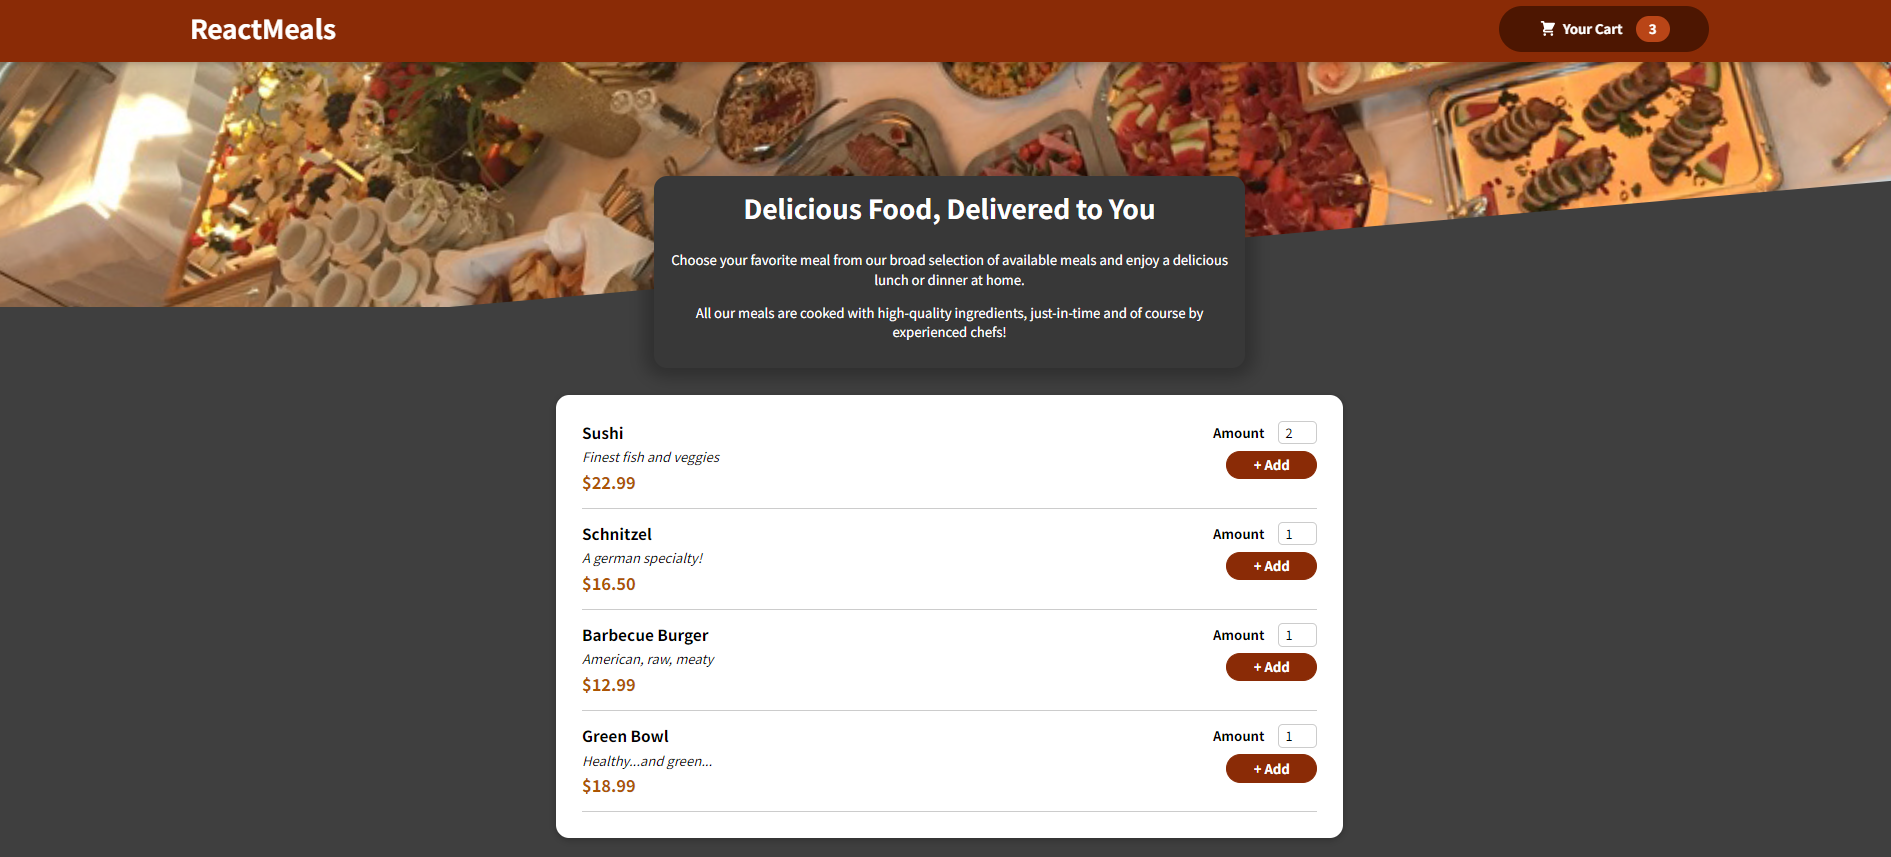 ReactMeals
Your Cart 3
Delicious Food, Delivered to You
Choose your favorite meal from our broad selection of available meals and enjoy a delicious
lunch or dinner at home.
All our meals are cooked with high-quality ingredients, just-in-time and of course by
experienced chefs!
Sushi
Finest fish and veggies
$22.99
Amount 2
+ Add
Schnitzel
A german specialty!
$16.50
Amount 1
+ Add
Barbecue Burger
American, raw, meaty
$12.99
Amount 1
+ Add
Green Bowl
Healthy...and green...
$18.99
Amount 1
+ Add